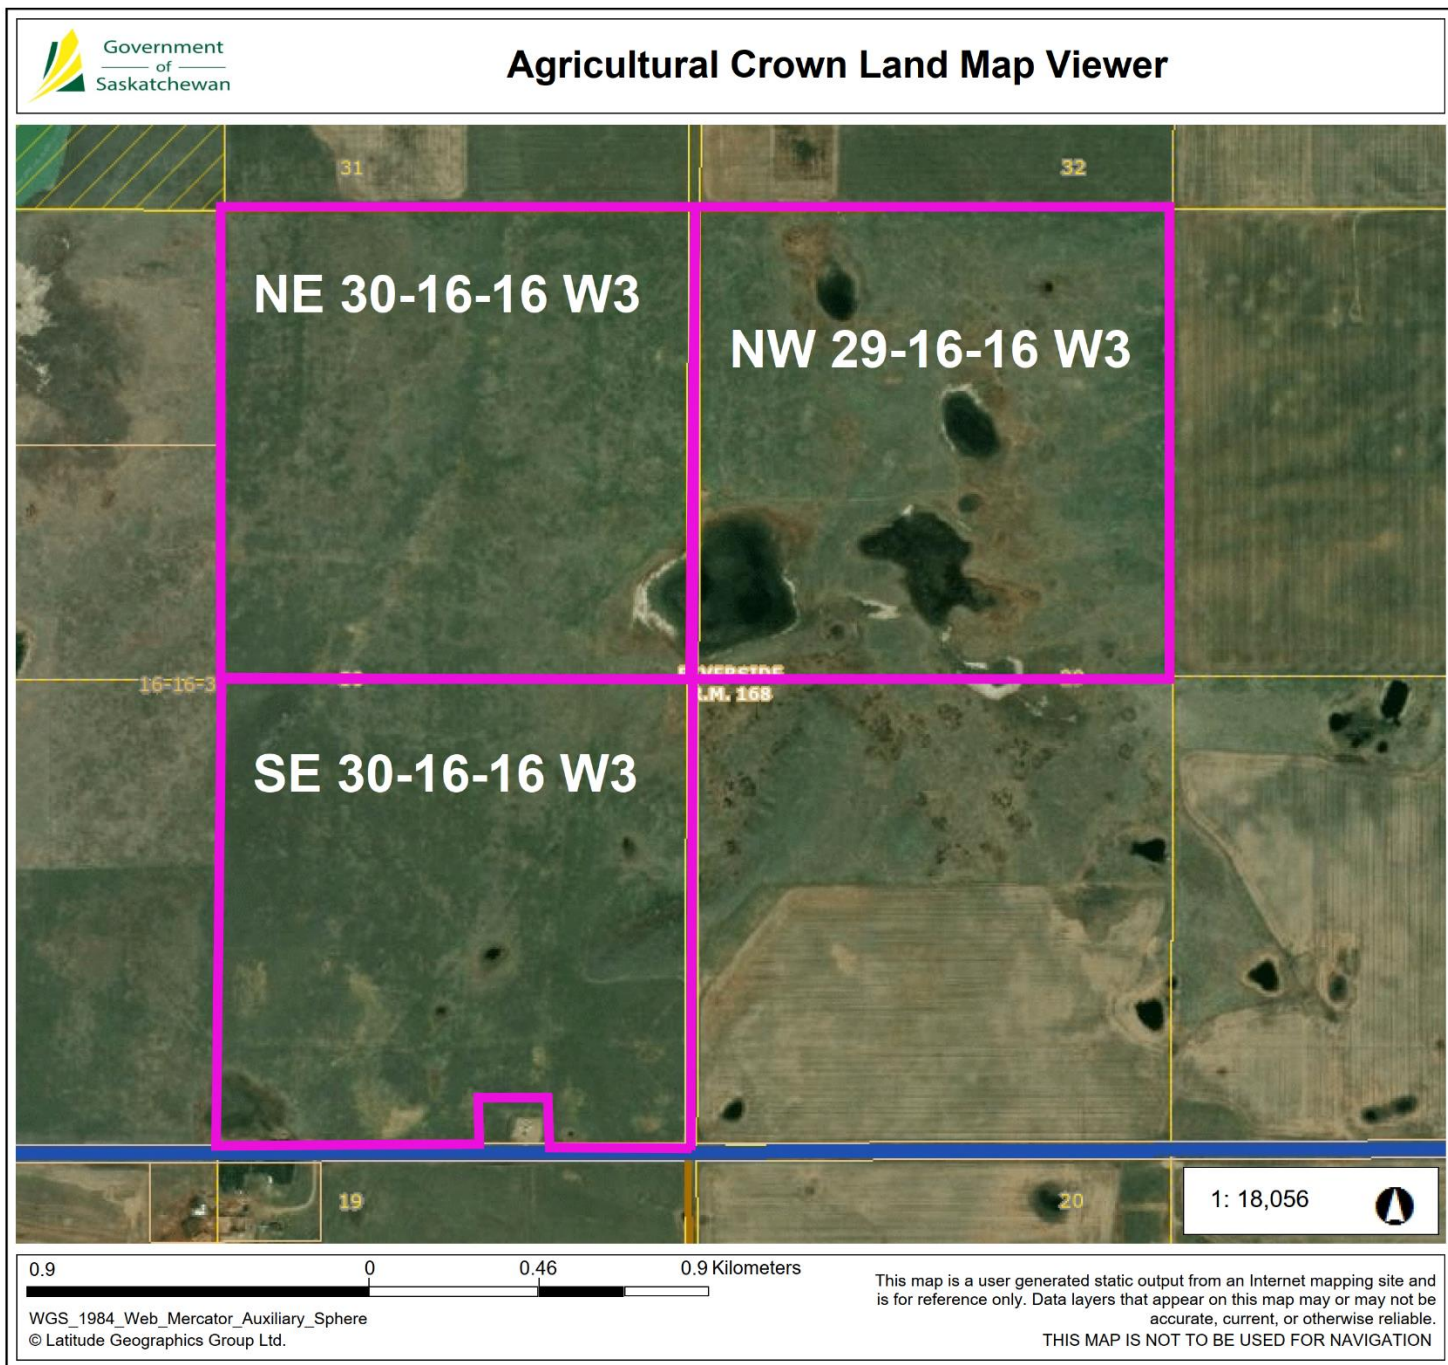 Government
of
Saskatchewan
Agricultural Crown Land Map Viewer
31
32
NE 30-16-16 W3
NW 29-16-16 W3
16-16-3
R.M. 168
SE 30-16-16 W3
19
20
1: 18,056
0.9
0
0.46
0.9 Kilometers
WGS_1984_Web_Mercator_Auxiliary_Sphere
© Latitude Geographics Group Ltd.
This map is a user generated static output from an Internet mapping site and
is for reference only. Data layers that appear on this map may or may not be
accurate, current, or otherwise reliable.
THIS MAP IS NOT TO BE USED FOR NAVIGATION